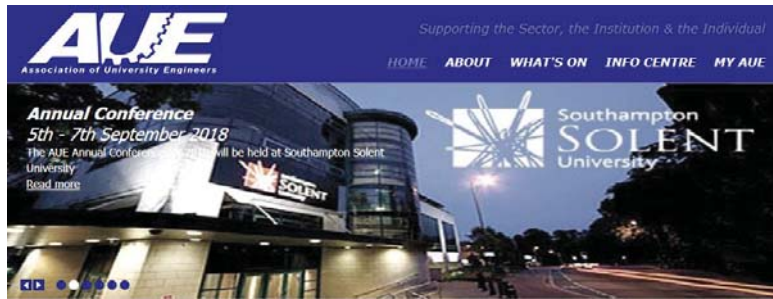 AUE
Association of University Engineers
Supporting the Sector, the Institution & the Individual
HOME ABOUT WHAT'S ON INFO CENTRE MY AUE
Annual Conference
5th - 7th September 2018
The AUE Annual Conference will be held at Southampton Solent
University
Read more
Southampton
SOLENT
University
southampton
SOLENT